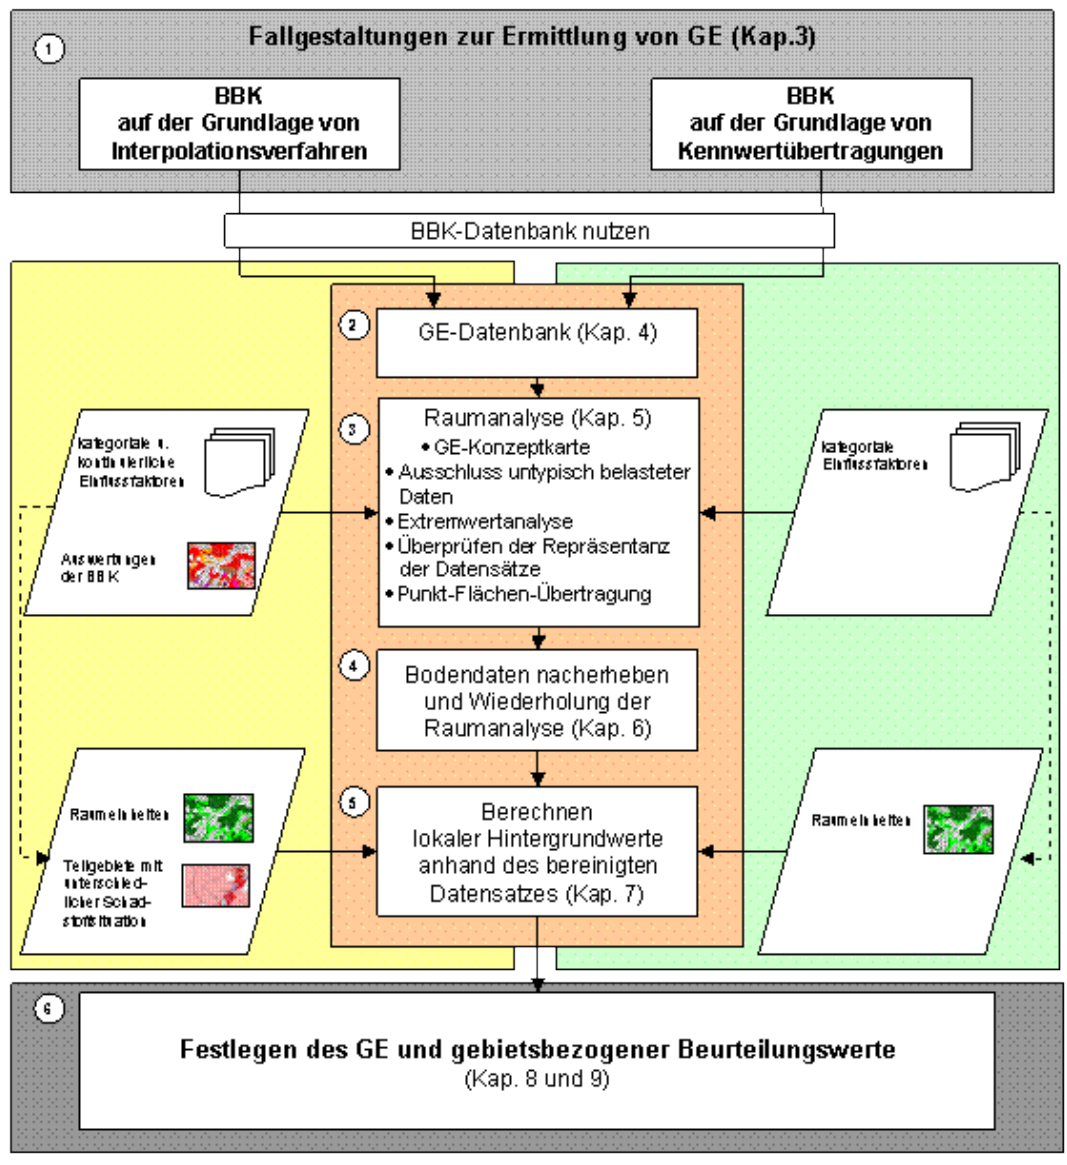 1
Fallgestaltungen zur Ermittlung von GE (Kap.3)
BBK
auf der Grundlage von
Interpolationsverfahren
BBK
auf der Grundlage von
Kennwertübertragungen
BBK-Datenbank nutzen
2
GE-Datenbank (Kap. 4)
3
Raumanalyse (Kap. 5)
•GE-Konzeptkarte
•Ausschluss untypisch belasteter
Daten
•Extremwertanalyse
•Überprüfen der Repräsentanz
der Datensätze
•Punkt-Flächen-Übertragung
kategoriale u.
kontinuierliche
Einflussfaktoren
Auswertungen
der BBK
kategoriale
Einflussfaktoren
4
Bodendaten nacherheben
und Wiederholung der
Raumanalyse (Kap. 6)
5
Berechnen
lokaler Hintergrundwerte
anhand des bereinigten
Datensatzes (Kap. 7)
Raumeinheiten
Teilgebiete mit
unterschied-
licher Schad-
stoffsituation
Raumeinheiten
6
Festlegen des GE und gebietsbezogener Beurteilungswerte
(Kap. 8 und 9)